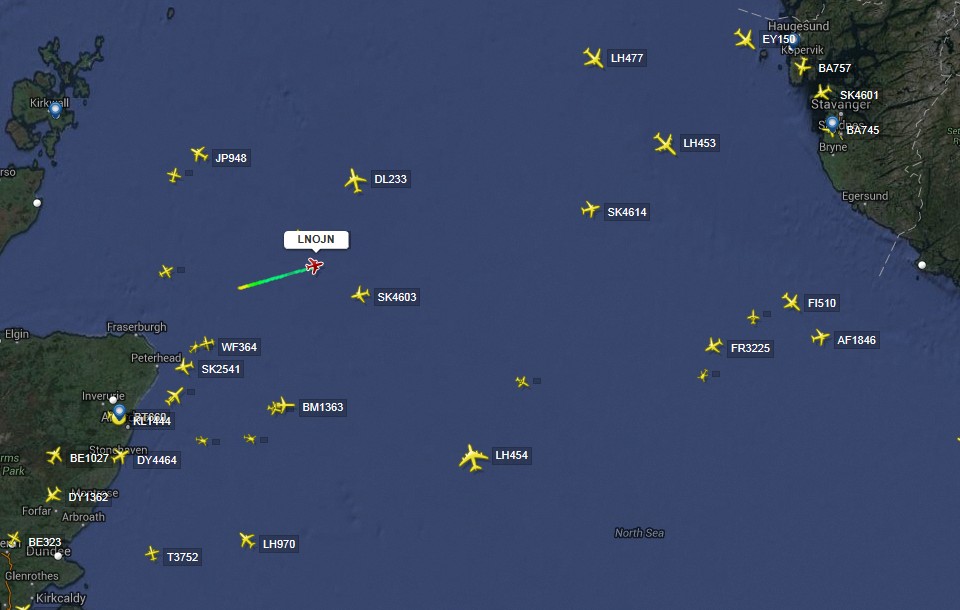 Haugesund
EY150
Kopervik
LH477
BA757
SK4601
Kirkwall
Stavanger
BA745
LH453
Bryne
JP948
rso
DL233
Egersund
SK4614
LNOJN
SK4603
FI510
Fraserburgh
Elgin
AF1846
WF364
FR3225
Peterhead
SK2541
Inverurie
BM1363
KL1444
Stonehaven
LH454
BE1027
DY4464
rms
Park
DY1362
Forfar
Arbroath
North Sea
BE323
LH970
Dundee
T3752
Glenrothes
Kirkcaldy